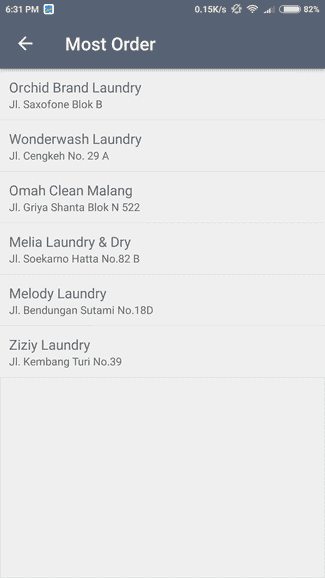 6:31 PM
0.15K/s
82%
Most Order
Orchid Brand Laundry
Jl. Saxofone Blok B
Wonderwash Laundry
Jl. Cengkeh No. 29 A
Omah Clean Malang
Jl. Griya Shanta Blok N 522
Melia Laundry & Dry
Jl. Soekarno Hatta No.82 B
Melody Laundry
Jl. Bendungan Sutami No.18D
Ziziy Laundry
Jl. Kembang Turi No.39